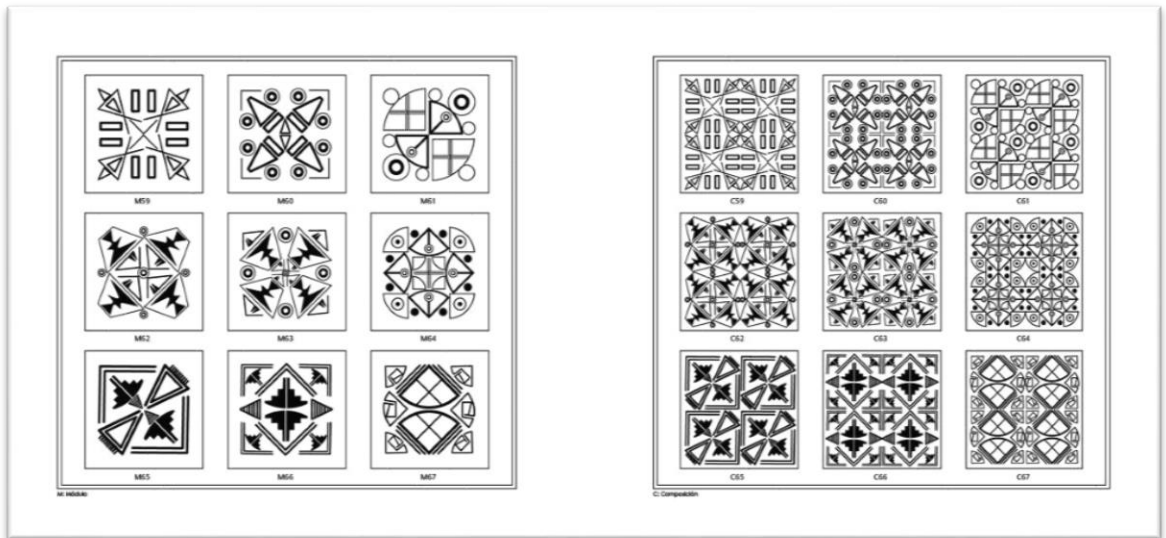 M59 M60 M61
M62 M63 M64
M65 M66 M67
M: Módulo
C59 C60 C61
C62 C63 C64
C65 C66 C67
C: Composición